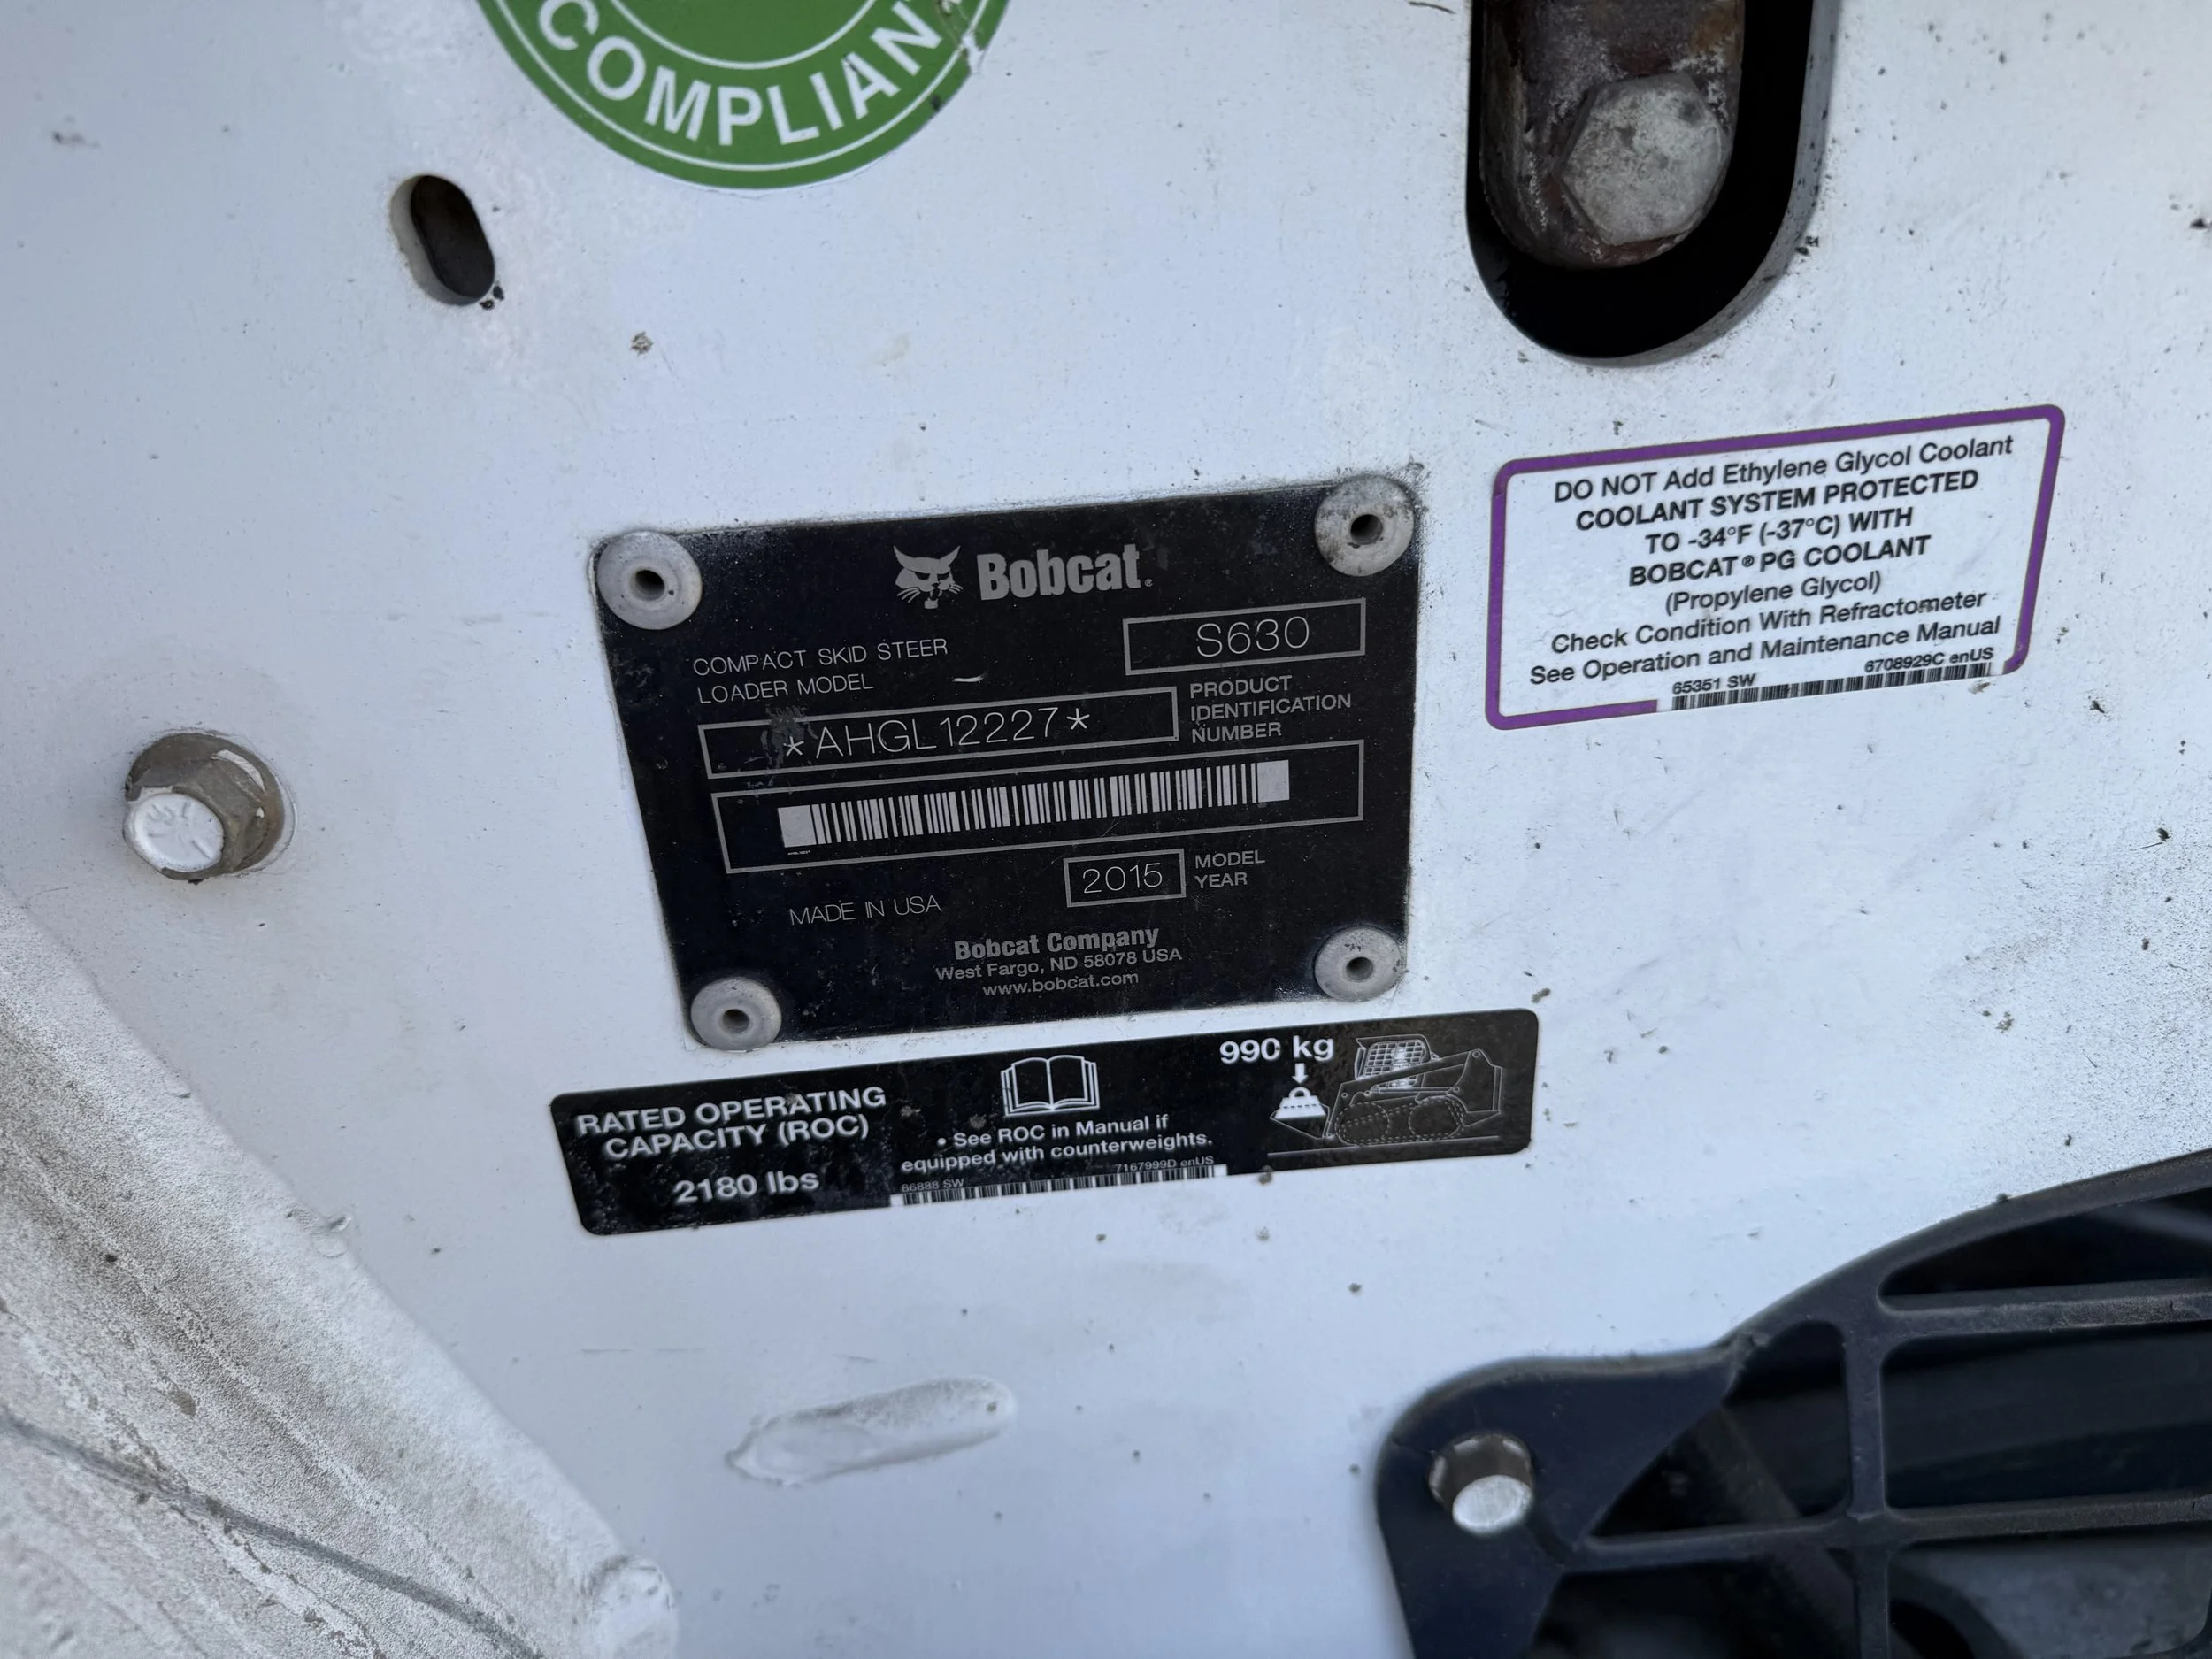 COMPLIANT
Bobcat®
COMPACT SKID STEER
LOADER MODEL
S630
*AHGL12227*
PRODUCT
IDENTIFICATION
NUMBER
2015
MODEL
YEAR
MADE IN USA
Bobcat Company
West Fargo, ND 58078 USA
www.bobcat.com
DO NOT Add Ethylene Glycol Coolant
COOLANT SYSTEM PROTECTED
TO -34°F (-37°C) WITH
BOBCAT® PG COOLANT
(Propylene Glycol)
Check Condition With Refractometer
See Operation and Maintenance Manual
65351 SW
6708929C enUS
RATED OPERATING
CAPACITY (ROC)
2180 lbs
• See ROC in Manual if
equipped with counterweights.
86888 SW
7167999D enUS
990 kg